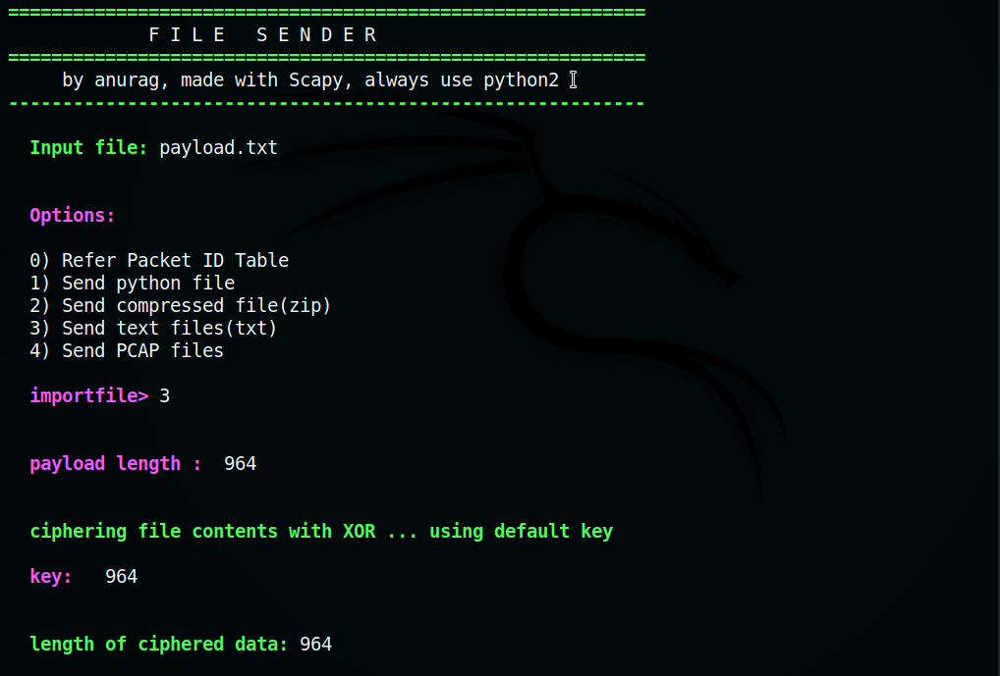 ============================================================
F I L E   S E N D E R
============================================================
by anurag, made with Scapy, always use python2
------------------------------------------------------------
Input file: payload.txt
Options:
0) Refer Packet ID Table
1) Send python file
2) Send compressed file(zip)
3) Send text files(txt)
4) Send PCAP files
importfile> 3
payload length :  964
ciphering file contents with XOR ... using default key
key:   964
length of ciphered data: 964